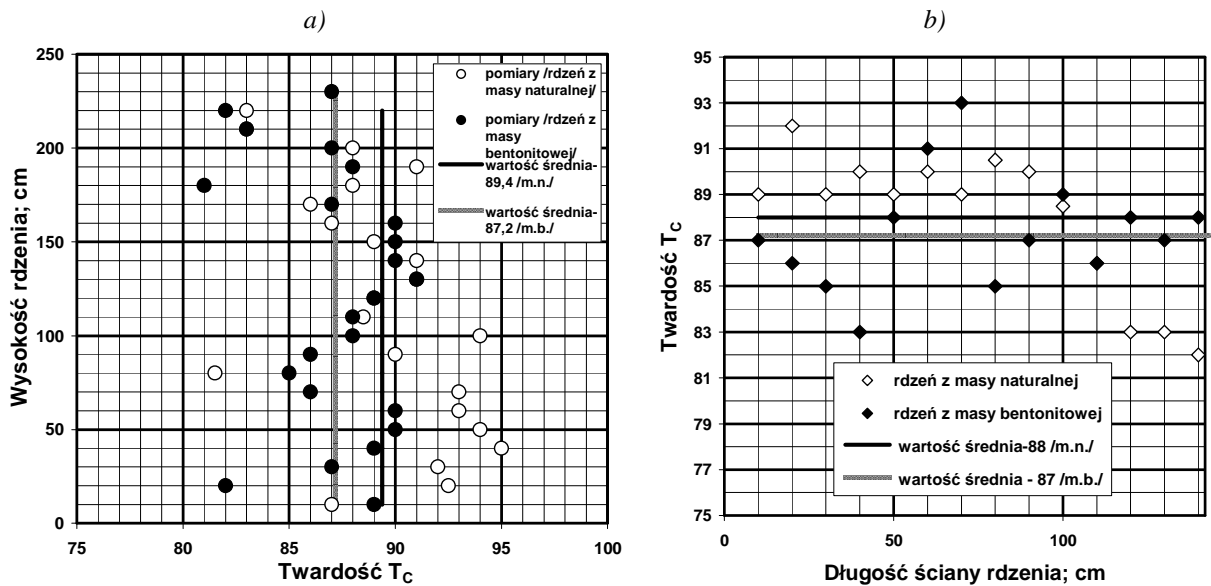 a)
250
200
150
100
50
0
75
80
85
90
95
100
Wysokość rdzenia; cm
Twardość TC
pomiary /rdzeń z
masy naturalnej/
pomiary /rdzeń z
masy
bentonitowej/
wartość średnia-
89,4 /m.n./
wartość średnia-
87,2 /m.b./
b)
95
93
91
89
87
85
83
81
79
77
75
0
50
100
Twardość TC
Długość ściany rdzenia; cm
rdzeń z masy naturalnej
rdzeń z masy bentonitowej
wartość średnia-88 /m.n./
wartość średnia - 87 /m.b./